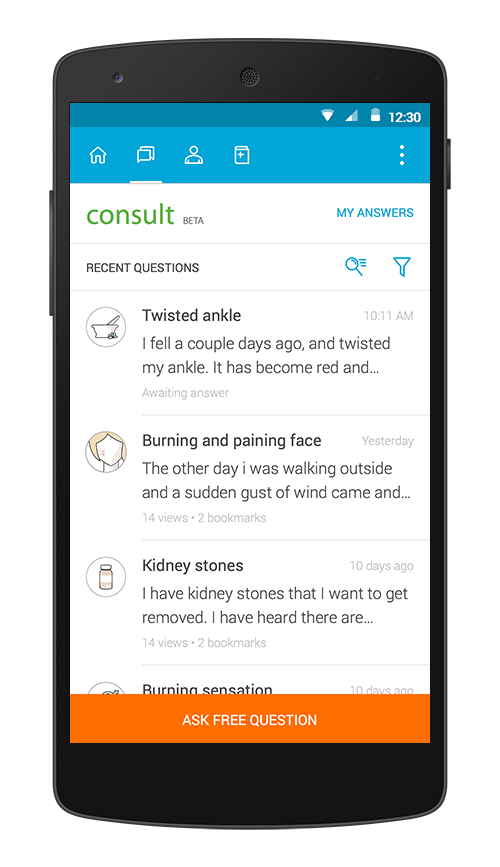 12:30
consult BETA MY ANSWERS
RECENT QUESTIONS
Twisted ankle 10:11 AM
I fell a couple days ago, and twisted
my ankle. It has become red and...
Awaiting answer
Burning and paining face Yesterday
The other day i was walking outside
and a sudden gust of wind came and...
14 views • 2 bookmarks
Kidney stones 10 days ago
I have kidney stones that I want to get
removed. I have heard there are...
14 views • 2 bookmarks
Burning sensation 10 days ago
ASK FREE QUESTION